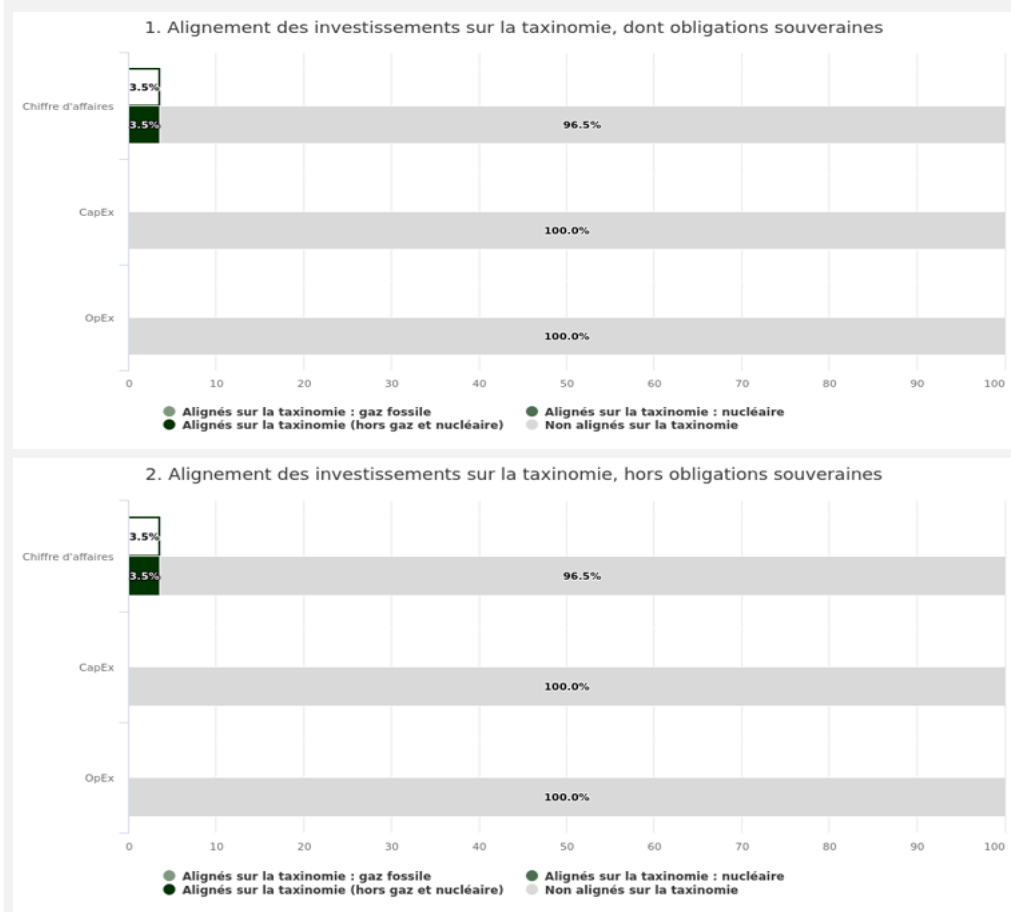 1. Alignement des investissements sur la taxinomie, dont obligations souveraines
3.5%
Chiffre d'affaires
3.5% 96.5%
CapEx
100.0%
OpEx
100.0%
0 10 20 30 40 50 60 70 80 90 100
Alignés sur la taxinomie : gaz fossile Alignés sur la taxinomie : nucléaire
Alignés sur la taxinomie (hors gaz et nucléaire) Non alignés sur la taxinomie
2. Alignement des investissements sur la taxinomie, hors obligations souveraines
3.5%
Chiffre d'affaires
3.5% 96.5%
CapEx
100.0%
OpEx
100.0%
0 10 20 30 40 50 60 70 80 90 100
Alignés sur la taxinomie : gaz fossile Alignés sur la taxinomie : nucléaire
Alignés sur la taxinomie (hors gaz et nucléaire) Non alignés sur la taxinomie